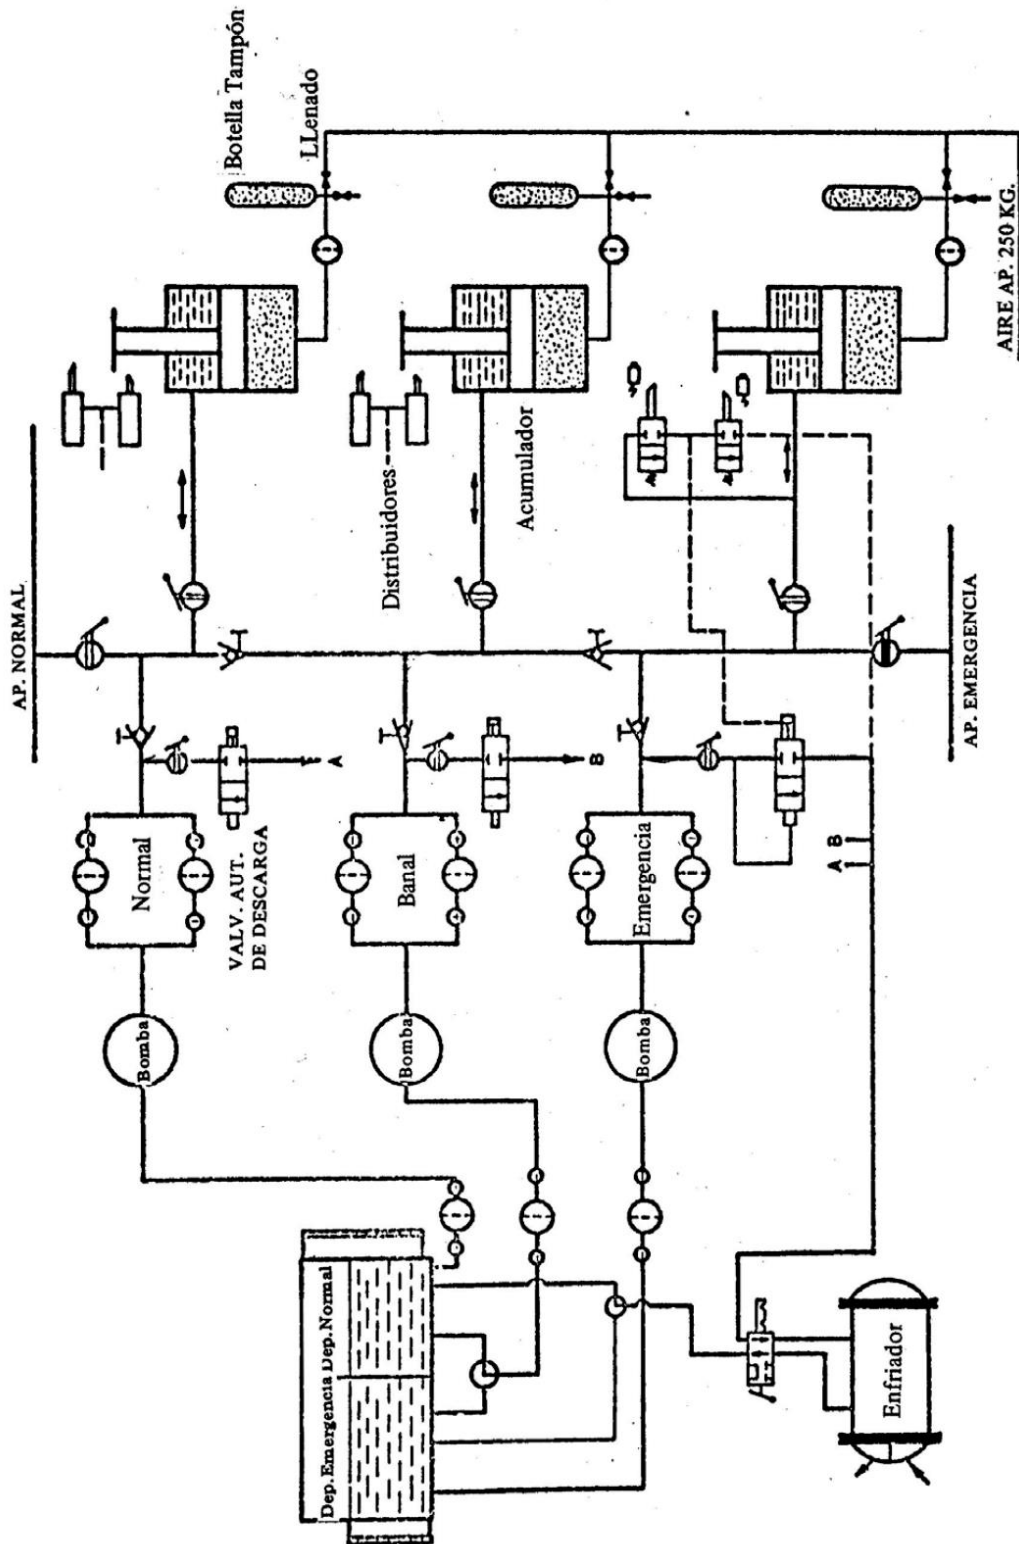 Botella Tampón
LLenado
AIRE AP. 250 KG.
AP. NORMAL
Distribuidores
Acumulador
AP. EMERGENCIA
A
B
Normal
Banal
Emergencia
VALV. AUT.
DE DESCARGA
A B
Bomba
Bomba
Bomba
Dep. Emergencia Dep. Normal
Enfriador